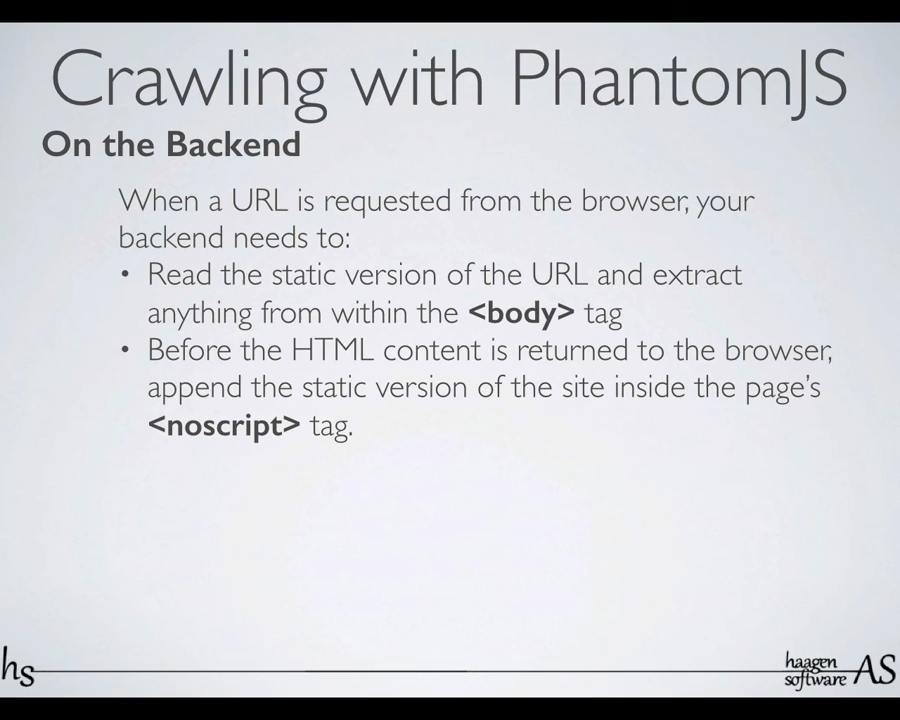 Crawling with PhantomJS
On the Backend
When a URL is requested from the browser, your
backend needs to:
• Read the static version of the URL and extract
anything from within the <body> tag
• Before the HTML content is returned to the browser,
append the static version of the site inside the page's
<noscript> tag.
hs
haagen
software AS